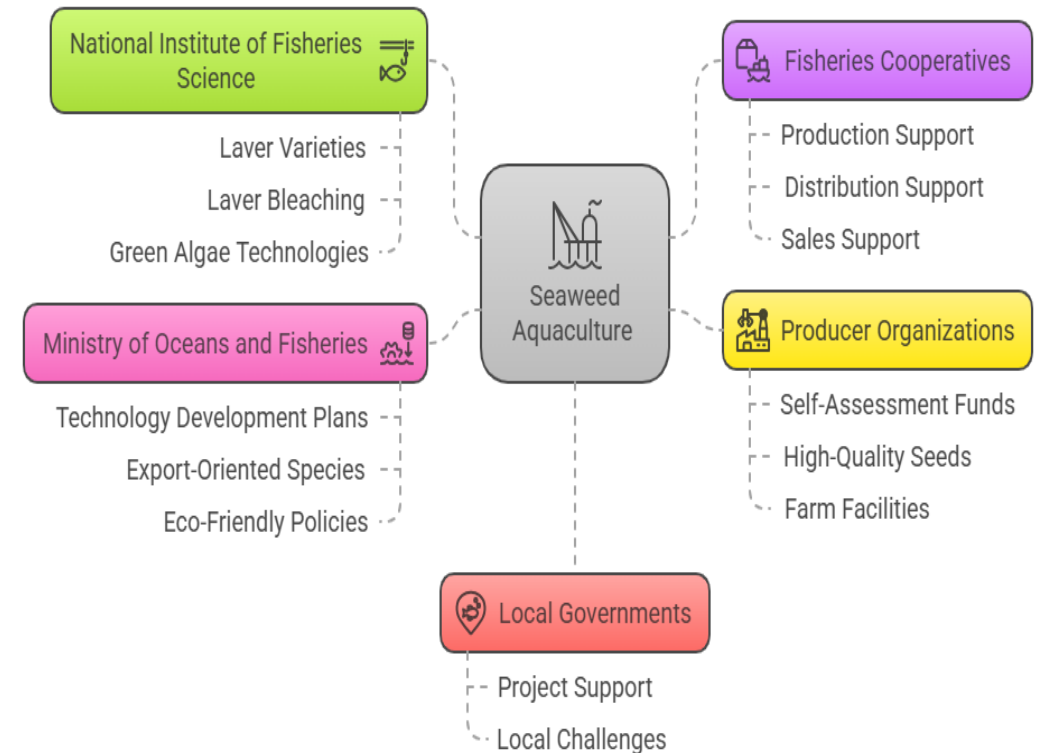 National Institute of Fisheries
Science
Laver Varieties
Laver Bleaching
Green Algae Technologies
Ministry of Oceans and Fisheries
Technology Development Plans
Export-Oriented Species
Eco-Friendly Policies
Seaweed
Aquaculture
Fisheries Cooperatives
Production Support
Distribution Support
Sales Support
Producer Organizations
Self-Assessment Funds
High-Quality Seeds
Farm Facilities
Local Governments
Project Support
Local Challenges